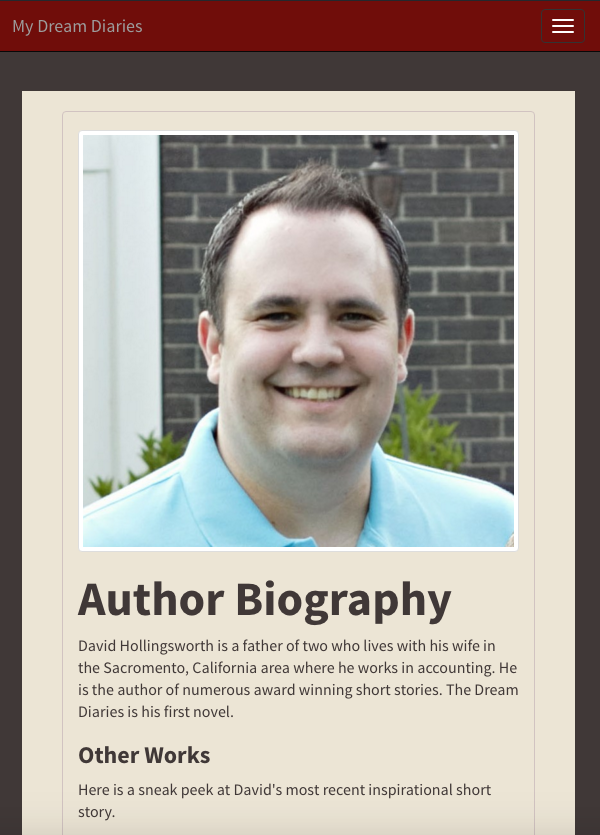 My Dream Diaries
Author Biography
David Hollingsworth is a father of two who lives with his wife in
the Sacromento, California area where he works in accounting. He
is the author of numerous award winning short stories. The Dream
Diaries is his first novel.
Other Works
Here is a sneak peek at David's most recent inspirational short
story.